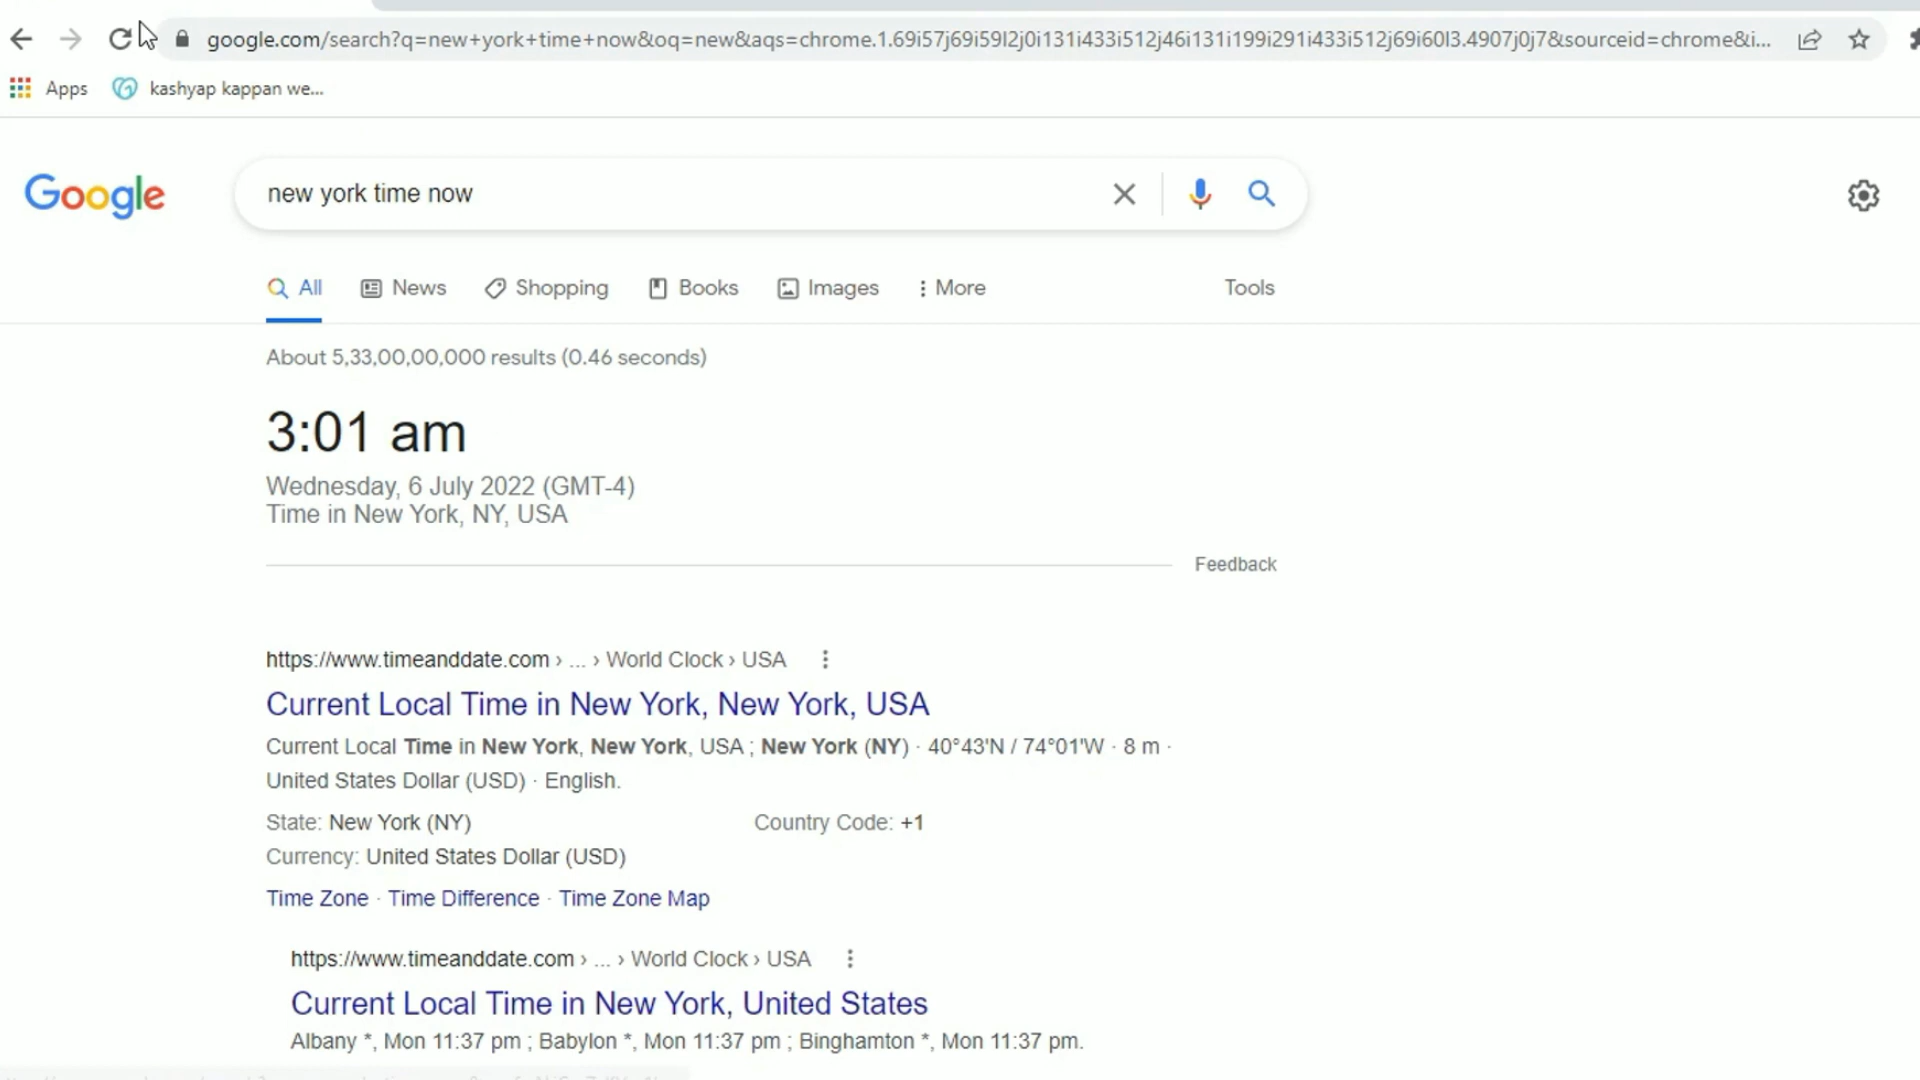 google.com/search?q=new+york+time+now&oq=new&aqs=chrome.1.69i57j69i59l2j0i131i433i512j46i131i199i291i433i512j69i60l3.4907j0j7&sourceid=chrome&i...
Apps kashyap kappan we...
Google new york time now
All News Shopping Books Images More Tools
About 5,33,00,00,000 results (0.46 seconds)
3:01 am
Wednesday, 6 July 2022 (GMT-4)
Time in New York, NY, USA
Feedback
https://www.timeanddate.com › ... › World Clock › USA
Current Local Time in New York, New York, USA
Current Local Time in New York, New York, USA ; New York (NY) · 40°43'N / 74°01'W · 8 m ·
United States Dollar (USD) · English.
State: New York (NY) Country Code: +1
Currency: United States Dollar (USD)
Time Zone · Time Difference · Time Zone Map
https://www.timeanddate.com › ... › World Clock › USA
Current Local Time in New York, United States
Albany *, Mon 11:37 pm ; Babylon *, Mon 11:37 pm ; Binghamton *, Mon 11:37 pm.